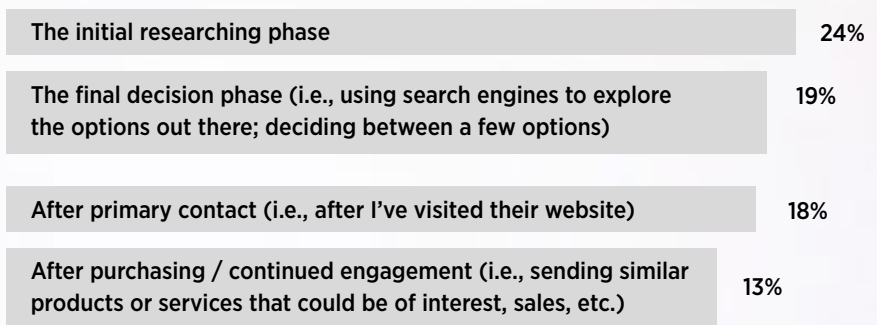 The initial researching phase
24%
The final decision phase (i.e., using search engines to explore
the options out there; deciding between a few options)
19%
After primary contact (i.e., after I’ve visited their website)
18%
After purchasing / continued engagement (i.e., sending similar
products or services that could be of interest, sales, etc.)
13%